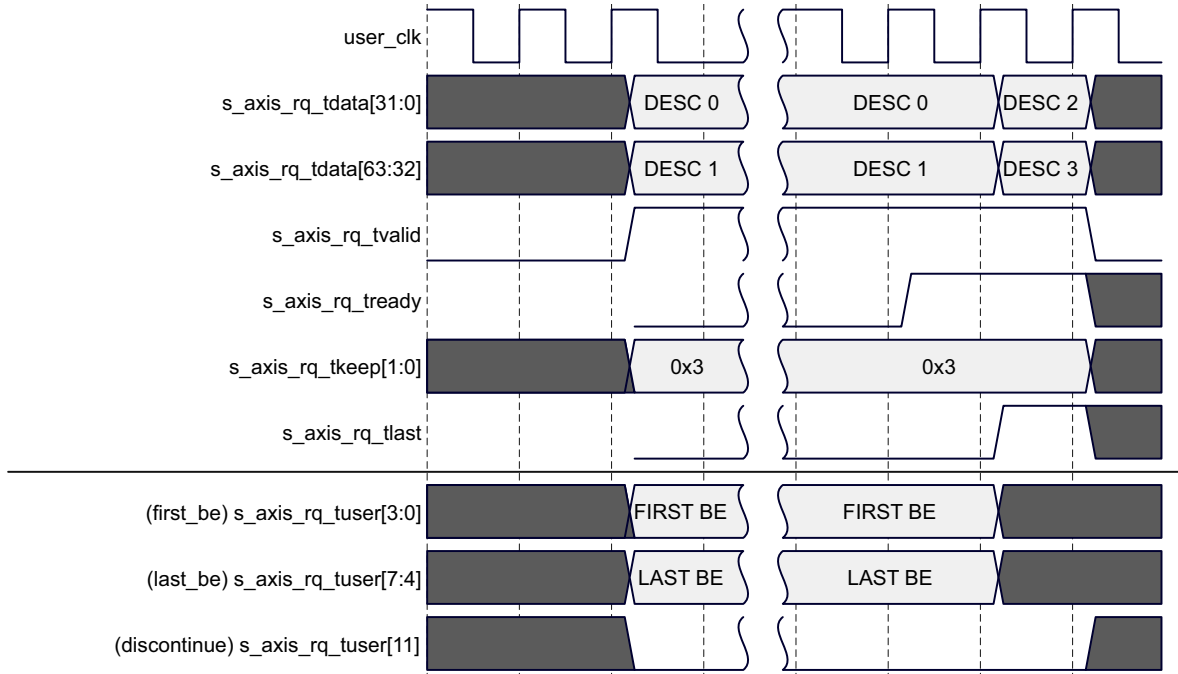 user_clk
s_axis_rq_tdata[31:0] DESC 0 DESC 0 DESC 2
s_axis_rq_tdata[63:32] DESC 1 DESC 1 DESC 3
s_axis_rq_tvalid
s_axis_rq_tready
s_axis_rq_tkeep[1:0] 0x3 0x3
s_axis_rq_tlast
(first_be) s_axis_rq_tuser[3:0] FIRST BE FIRST BE
(last_be) s_axis_rq_tuser[7:4] LAST BE LAST BE
(discontinue) s_axis_rq_tuser[11]